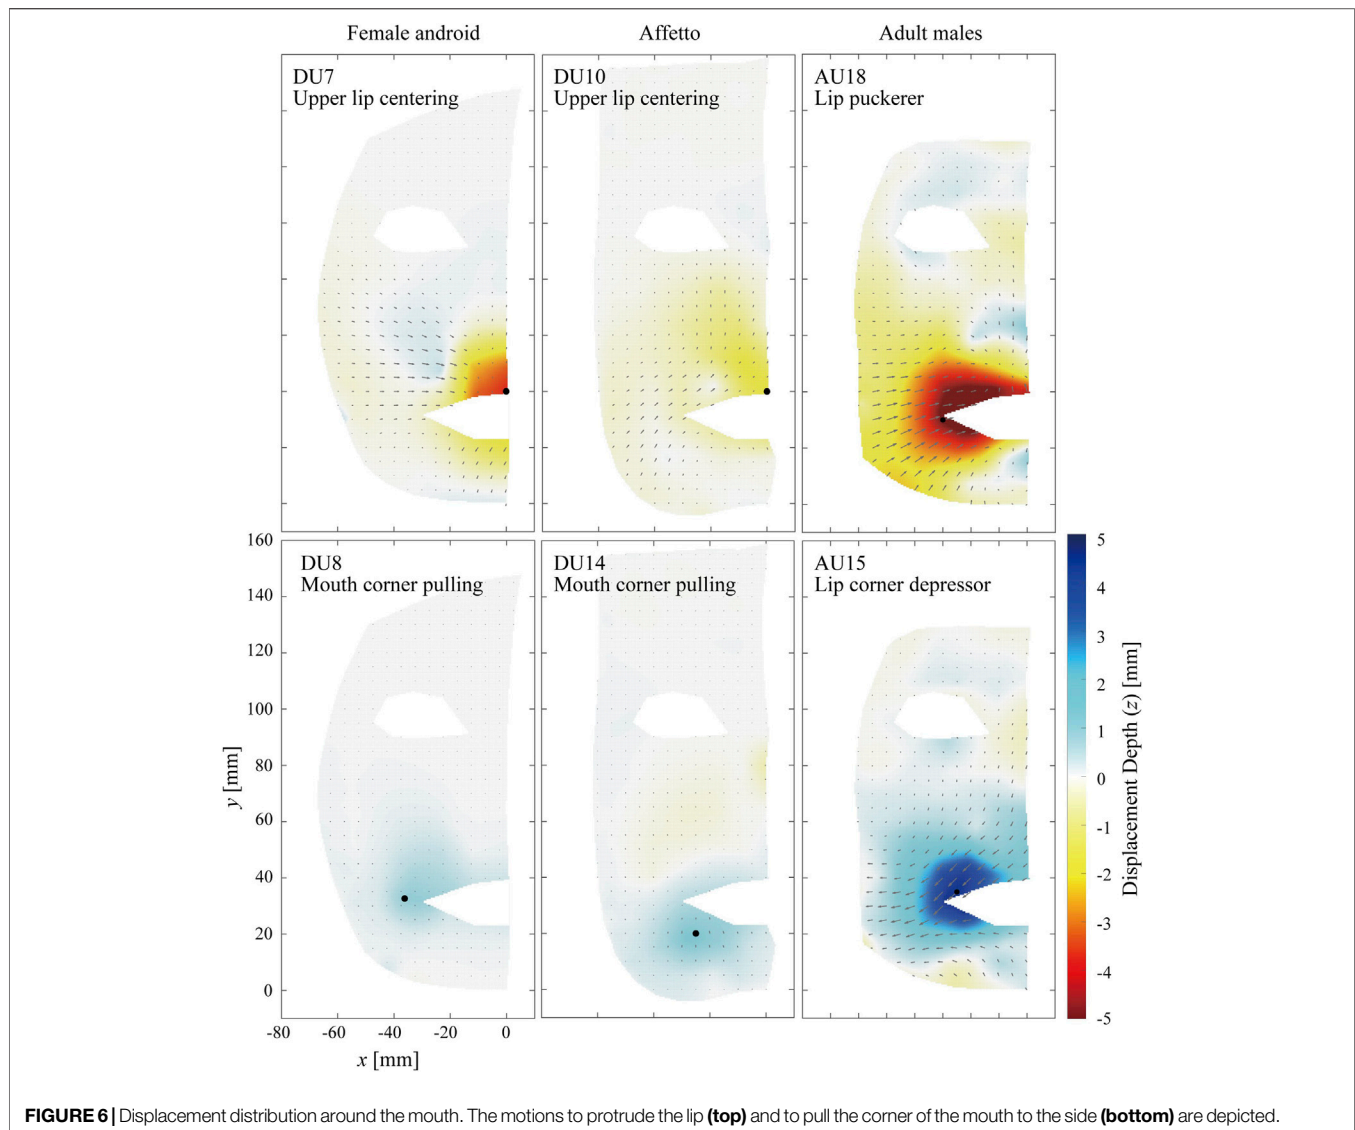 Female android
Affetto
Adult males
DU7
Upper lip centering
DU10
Upper lip centering
AU18
Lip puckerer
DU8
Mouth corner pulling
DU14
Mouth corner pulling
AU15
Lip corner depressor
160
140
120
100
80
60
40
20
0
y [mm]
-80
-60
-40
-20
0
x [mm]
5
4
3
2
1
0
-1
-2
-3
-4
-5
Displacement Depth (z) [mm]
FIGURE 6 | Displacement distribution around the mouth. The motions to protrude the lip (top) and to pull the corner of the mouth to the side (bottom) are depicted.